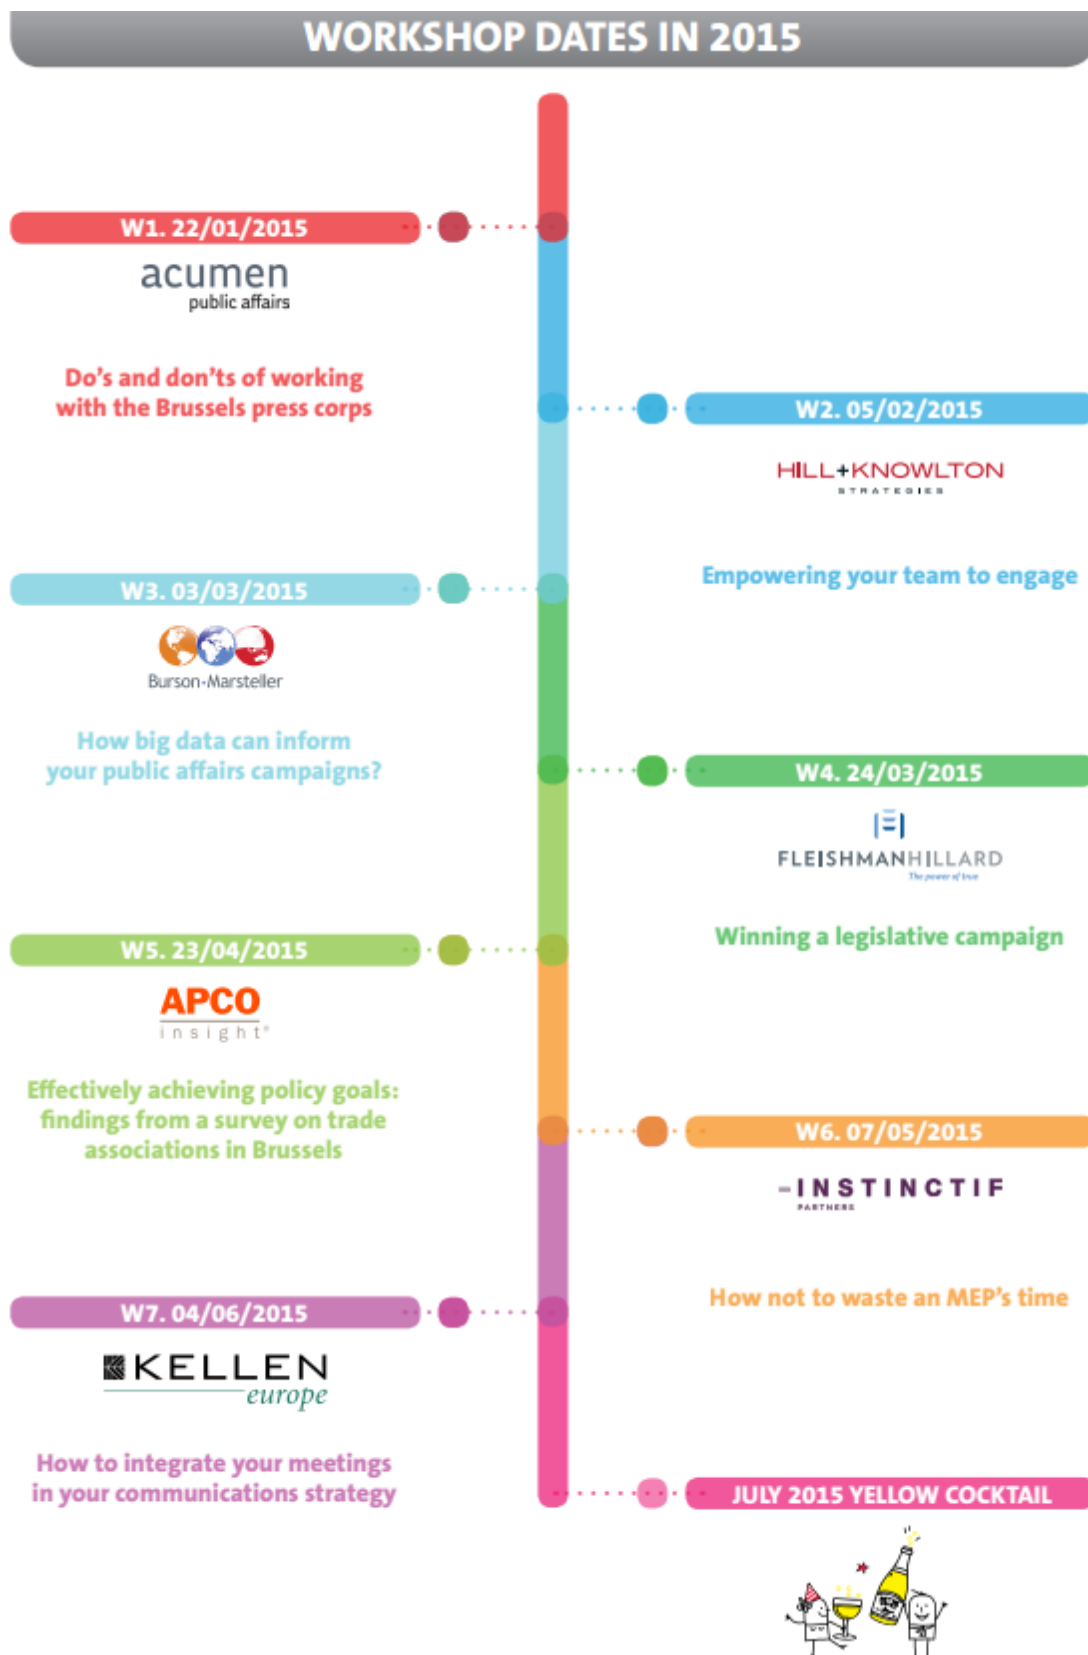 WORKSHOP DATES IN 2015
W1. 22/01/2015
acumen
public affairs
Do's and don'ts of working
with the Brussels press corps
W2. 05/02/2015
HILL+KNOWLTON
STRATEGIES
Empowering your team to engage
W3. 03/03/2015
Burson-Marsteller
How big data can inform
your public affairs campaigns?
W4. 24/03/2015
FLEISHMANHILLARD
The power of true
Winning a legislative campaign
W5. 23/04/2015
APCO
insight®
Effectively achieving policy goals:
findings from a survey on trade
associations in Brussels
W6. 07/05/2015
INSTINCTIF
PARTNERS
How not to waste an MEP's time
W7. 04/06/2015
KELLEN
europe
How to integrate your meetings
in your communications strategy
JULY 2015 YELLOW COCKTAIL